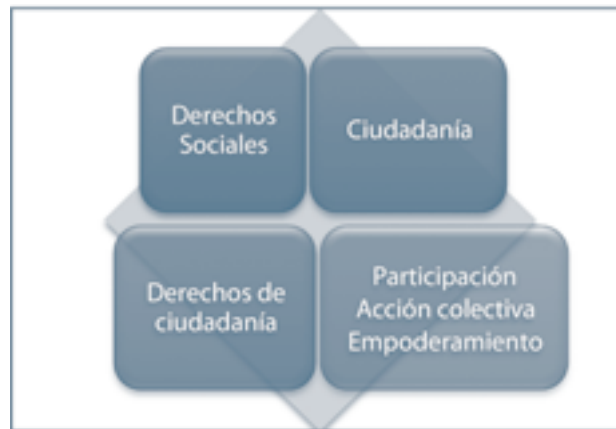 Derechos
Sociales
Ciudadanía
Derechos de
ciudadanía
Participación
Acción colectiva
Empoderamiento